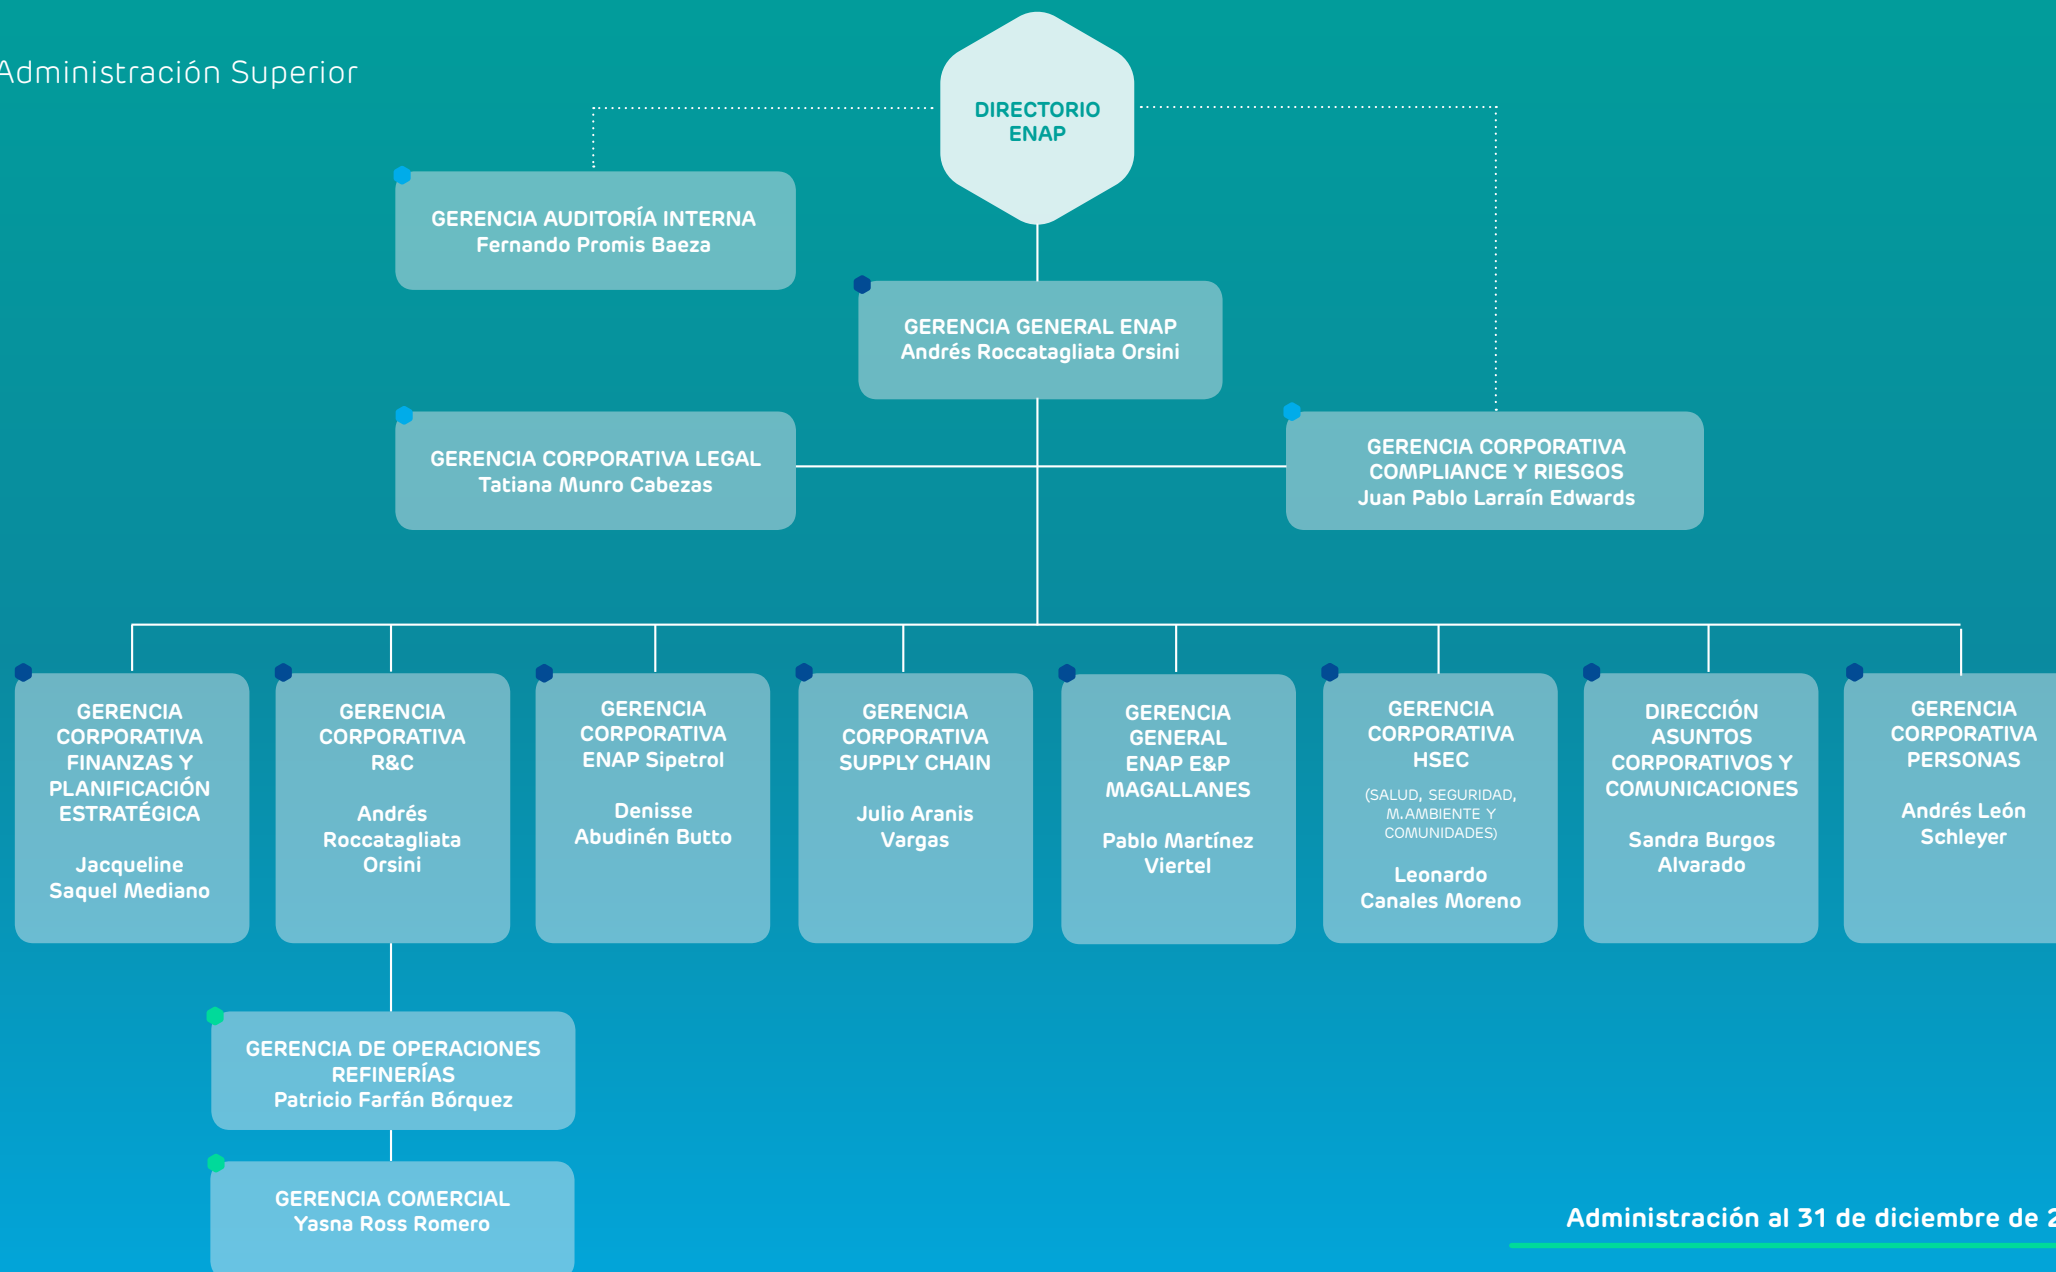 Administración Superior
DIRECTORIO
ENAP
GERENCIA AUDITORÍA INTERNA
Fernando Promis Baeza
GERENCIA GENERAL ENAP
Andrés Roccatagliata Orsini
GERENCIA CORPORATIVA LEGAL
Tatiana Munro Cabezas
GERENCIA CORPORATIVA
COMPLIANCE Y RIESGOS
Juan Pablo Larraín Edwards
GERENCIA
CORPORATIVA
FINANZAS Y
PLANIFICACIÓN
ESTRATÉGICA
Jacqueline
Saquel Mediano
GERENCIA
CORPORATIVA
R&C
Andrés
Roccatagliata
Orsini
GERENCIA
CORPORATIVA
ENAP Sipetrol
Denisse
Abudinén Butto
GERENCIA
CORPORATIVA
SUPPLY CHAIN
Julio Aranis
Vargas
GERENCIA
GENERAL
ENAP E&P
MAGALLANES
Pablo Martínez
Viertel
GERENCIA
CORPORATIVA
HSEC
(SALUD, SEGURIDAD,
M.AMBIENTE Y
COMUNIDADES)
Leonardo
Canales Moreno
DIRECCIÓN
ASUNTOS
CORPORATIVOS Y
COMUNICACIONES
Sandra Burgos
Alvarado
GERENCIA
CORPORATIVA
PERSONAS
Andrés León
Schleyer
GERENCIA DE OPERACIONES
REFINERÍAS
Patricio Farfán Bórquez
GERENCIA COMERCIAL
Yasna Ross Romero
Administración al 31 de diciembre de